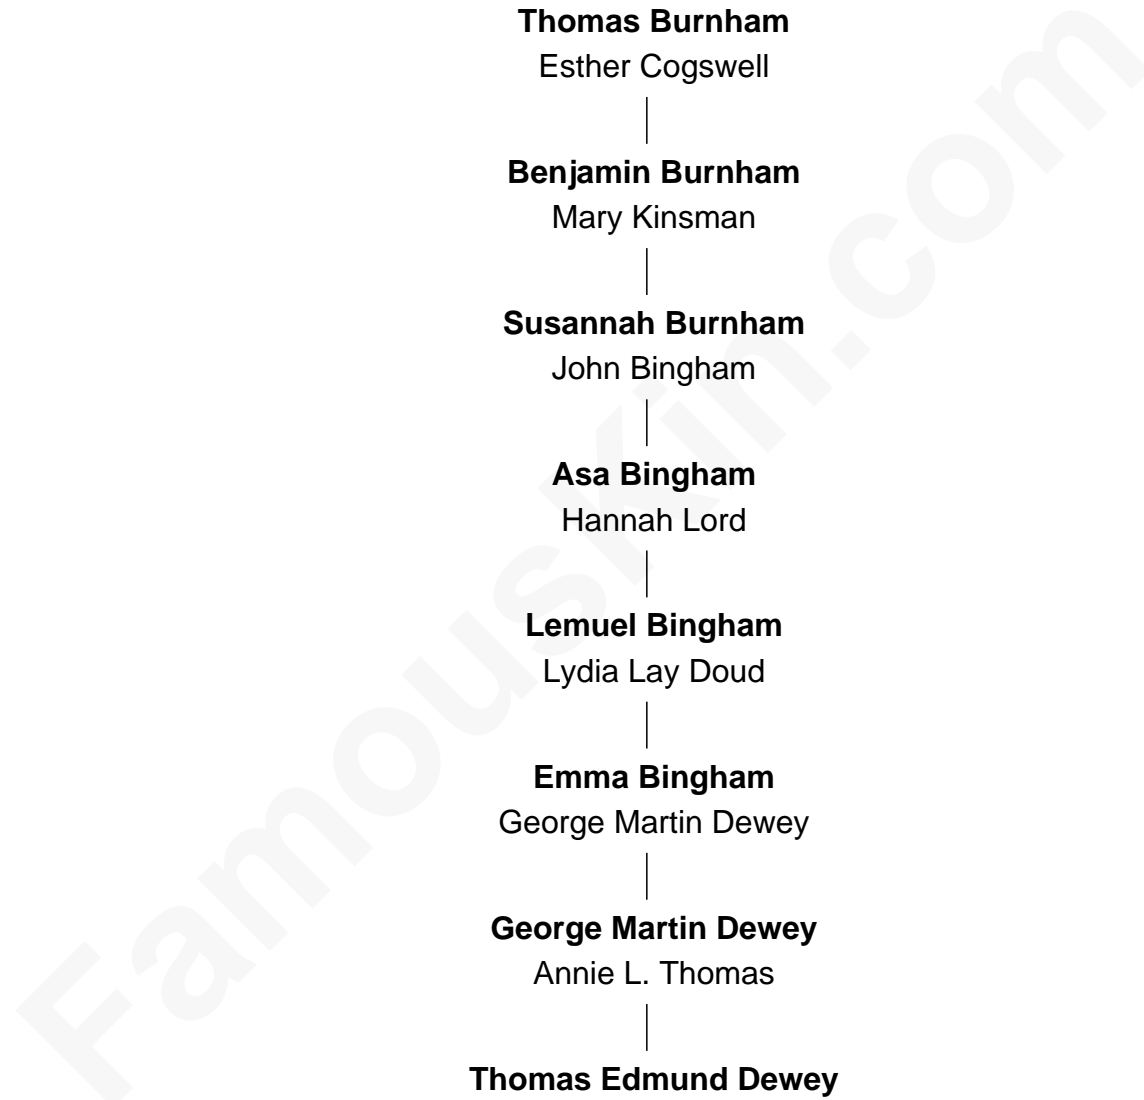 Thomas Burnham
Esther Cogswell
Benjamin Burnham
Mary Kinsman
Susannah Burnham
John Bingham
Asa Bingham
Hannah Lord
Lemuel Bingham
Lydia Lay Doud
Emma Bingham
George Martin Dewey
George Martin Dewey
Annie L. Thomas
Thomas Edmund Dewey
FamousKin.com